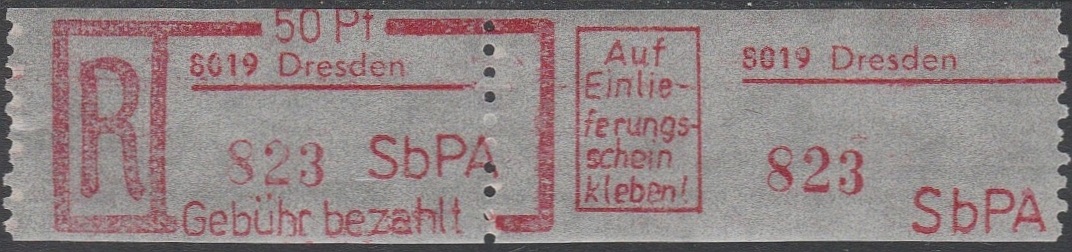 50 Pf
R
8019 Dresden
823 SbPA
Gebühr bezahlt
Auf
Einlie-
ferungs-
schein
kleben!
8019 Dresden
823
SbPA